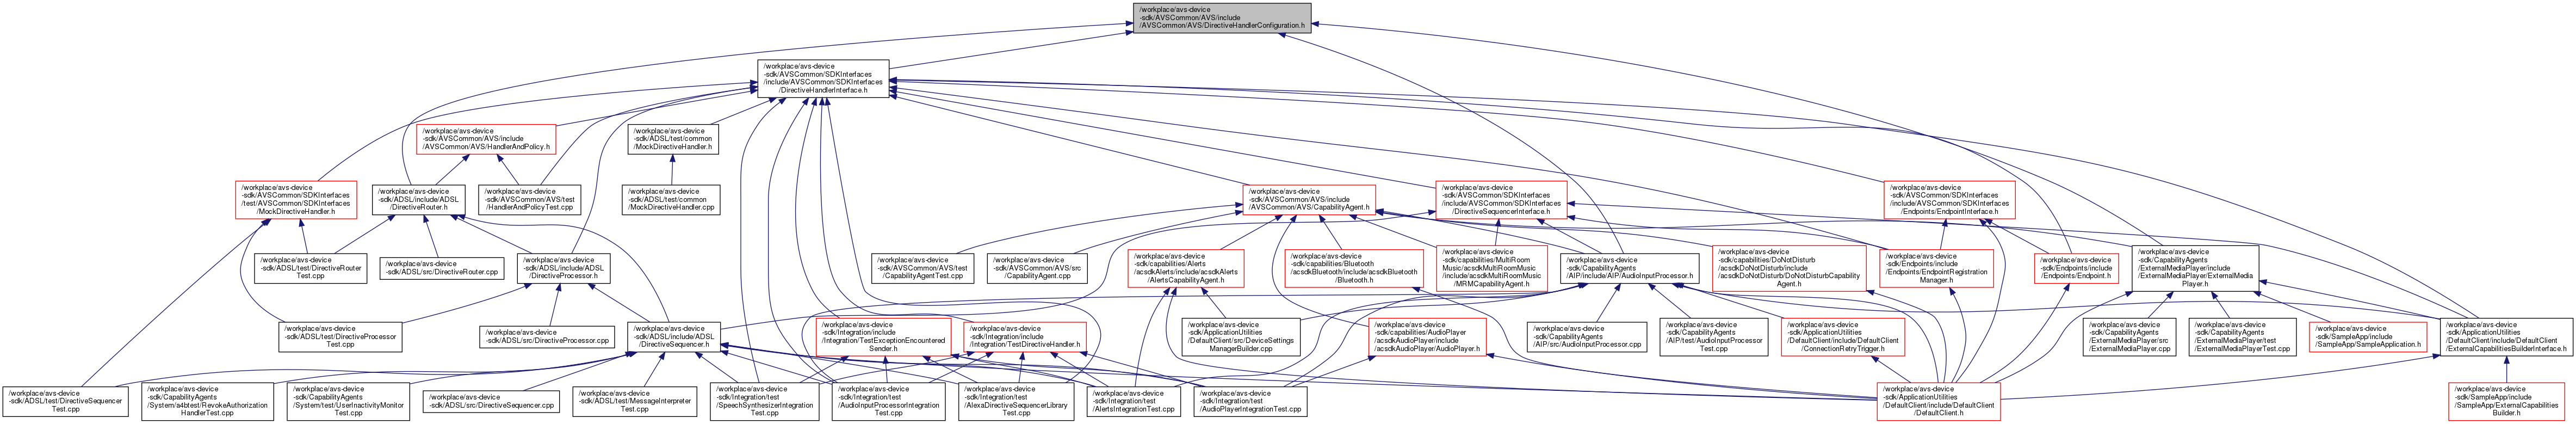 /workplace/avs-device
-sdk/AVSCommon/AVS/include
/AVSCommon/AVS/DirectiveHandlerConfiguration.h
/workplace/avs-device
-sdk/AVSCommon/SDKInterfaces
/include/AVSCommon/SDKInterfaces
/DirectiveHandlerInterface.h
/workplace/avs-device
-sdk/AVSCommon/AVS/include
/AVSCommon/AVS/HandlerAndPolicy.h
/workplace/avs-device
-sdk/ADSL/test/common
/MockDirectiveHandler.h
/workplace/avs-device
-sdk/AVSCommon/SDKInterfaces
/test/AVSCommon/SDKInterfaces
/MockDirectiveHandler.h
/workplace/avs-device
-sdk/ADSL/include/ADSL
/DirectiveRouter.h
/workplace/avs-device
-sdk/AVSCommon/AVS/test
/HandlerAndPolicyTest.cpp
/workplace/avs-device
-sdk/ADSL/test/common
/MockDirectiveHandler.cpp
/workplace/avs-device
-sdk/AVSCommon/AVS/include
/AVSCommon/AVS/CapabilityAgent.h
/workplace/avs-device
-sdk/AVSCommon/SDKInterfaces
/include/AVSCommon/SDKInterfaces
/DirectiveSequencerInterface.h
/workplace/avs-device
-sdk/AVSCommon/SDKInterfaces
/include/AVSCommon/SDKInterfaces
/Endpoints/EndpointInterface.h
/workplace/avs-device
-sdk/ADSL/test/DirectiveRouter
Test.cpp
/workplace/avs-device
-sdk/ADSL/src/DirectiveRouter.cpp
/workplace/avs-device
-sdk/ADSL/include/ADSL
/DirectiveProcessor.h
/workplace/avs-device
-sdk/AVSCommon/AVS/test
/CapabilityAgentTest.cpp
/workplace/avs-device
-sdk/AVSCommon/AVS/src
/CapabilityAgent.cpp
/workplace/avs-device
-sdk/capabilities/Alerts
/acsdkAlerts/include/acsdkAlerts
/AlertsCapabilityAgent.h
/workplace/avs-device
-sdk/capabilities/Bluetooth
/acsdkBluetooth/include/acsdkBluetooth
/Bluetooth.h
/workplace/avs-device
-sdk/capabilities/MultiRoom
Music/acsdkMultiRoomMusic
/include/acsdkMultiRoomMusic
/MRMCapabilityAgent.h
/workplace/avs-device
-sdk/CapabilityAgents
/AIP/include/AIP/AudioInputProcessor.h
/workplace/avs-device
-sdk/capabilities/DoNotDisturb
/acsdkDoNotDisturb/include
/acsdkDoNotDisturb/DoNotDisturbCapability
Agent.h
/workplace/avs-device
-sdk/Endpoints/include
/Endpoints/EndpointRegistration
Manager.h
/workplace/avs-device
-sdk/Endpoints/include
/Endpoints/Endpoint.h
/workplace/avs-device
-sdk/CapabilityAgents
/ExternalMediaPlayer/include
/ExternalMediaPlayer/ExternalMedia
Player.h
/workplace/avs-device
-sdk/ADSL/test/DirectiveProcessor
Test.cpp
/workplace/avs-device
-sdk/ADSL/src/DirectiveProcessor.cpp
/workplace/avs-device
-sdk/ADSL/include/ADSL
/DirectiveSequencer.h
/workplace/avs-device
-sdk/Integration/include
/Integration/TestExceptionEncountered
Sender.h
/workplace/avs-device
-sdk/Integration/include
/Integration/TestDirectiveHandler.h
/workplace/avs-device
-sdk/ApplicationUtilities
/DefaultClient/src/DeviceSettings
ManagerBuilder.cpp
/workplace/avs-device
-sdk/capabilities/AudioPlayer
/acsdkAudioPlayer/include
/acsdkAudioPlayer/AudioPlayer.h
/workplace/avs-device
-sdk/CapabilityAgents
/AIP/src/AudioInputProcessor.cpp
/workplace/avs-device
-sdk/CapabilityAgents
/AIP/test/AudioInputProcessor
Test.cpp
/workplace/avs-device
-sdk/ApplicationUtilities
/DefaultClient/include/DefaultClient
/ConnectionRetryTrigger.h
/workplace/avs-device
-sdk/CapabilityAgents
/ExternalMediaPlayer/src
/ExternalMediaPlayer.cpp
/workplace/avs-device
-sdk/CapabilityAgents
/ExternalMediaPlayer/test
/ExternalMediaPlayerTest.cpp
/workplace/avs-device
-sdk/SampleApp/include
/SampleApp/SampleApplication.h
/workplace/avs-device
-sdk/ApplicationUtilities
/DefaultClient/include/DefaultClient
/ExternalCapabilitiesBuilderInterface.h
/workplace/avs-device
-sdk/ADSL/test/DirectiveSequencer
Test.cpp
/workplace/avs-device
-sdk/CapabilityAgents
/System/a4btest/RevokeAuthorization
HandlerTest.cpp
/workplace/avs-device
-sdk/CapabilityAgents
/System/test/UserInactivityMonitor
Test.cpp
/workplace/avs-device
-sdk/ADSL/src/DirectiveSequencer.cpp
/workplace/avs-device
-sdk/ADSL/test/MessageInterpreter
Test.cpp
/workplace/avs-device
-sdk/Integration/test
/SpeechSynthesizerIntegration
Test.cpp
/workplace/avs-device
-sdk/Integration/test
/AudioInputProcessorIntegration
Test.cpp
/workplace/avs-device
-sdk/Integration/test
/AlexaDirectiveSequencerLibrary
Test.cpp
/workplace/avs-device
-sdk/Integration/test
/AlertsIntegrationTest.cpp
/workplace/avs-device
-sdk/Integration/test
/AudioPlayerIntegrationTest.cpp
/workplace/avs-device
-sdk/ApplicationUtilities
/DefaultClient/include/DefaultClient
/DefaultClient.h
/workplace/avs-device
-sdk/SampleApp/include
/SampleApp/ExternalCapabilities
Builder.h